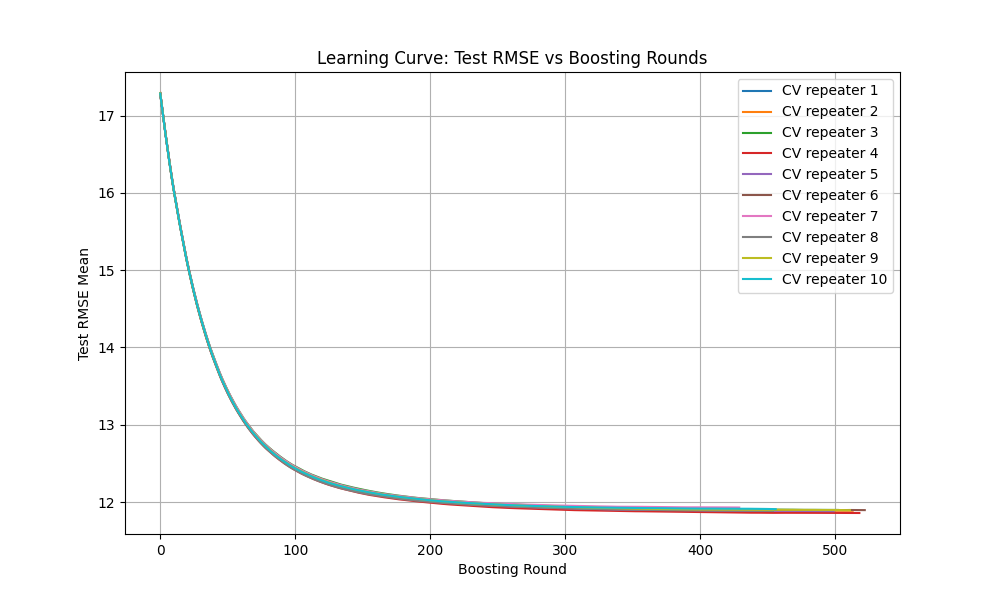 Learning Curve: Test RMSE vs Boosting Rounds
CV repeater 1
CV repeater 2
CV repeater 3
CV repeater 4
CV repeater 5
CV repeater 6
CV repeater 7
CV repeater 8
CV repeater 9
CV repeater 10
Test RMSE Mean
17
16
15
14
13
12
0 100 200 300 400 500
Boosting Round